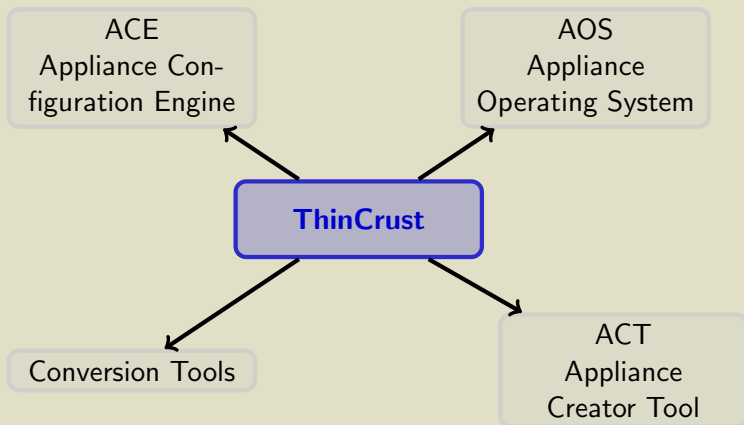 ACE
Appliance Con-
figuration Engine
AOS
Appliance
Operating System
ThinCrust
Conversion Tools
ACT
Appliance
Creator Tool